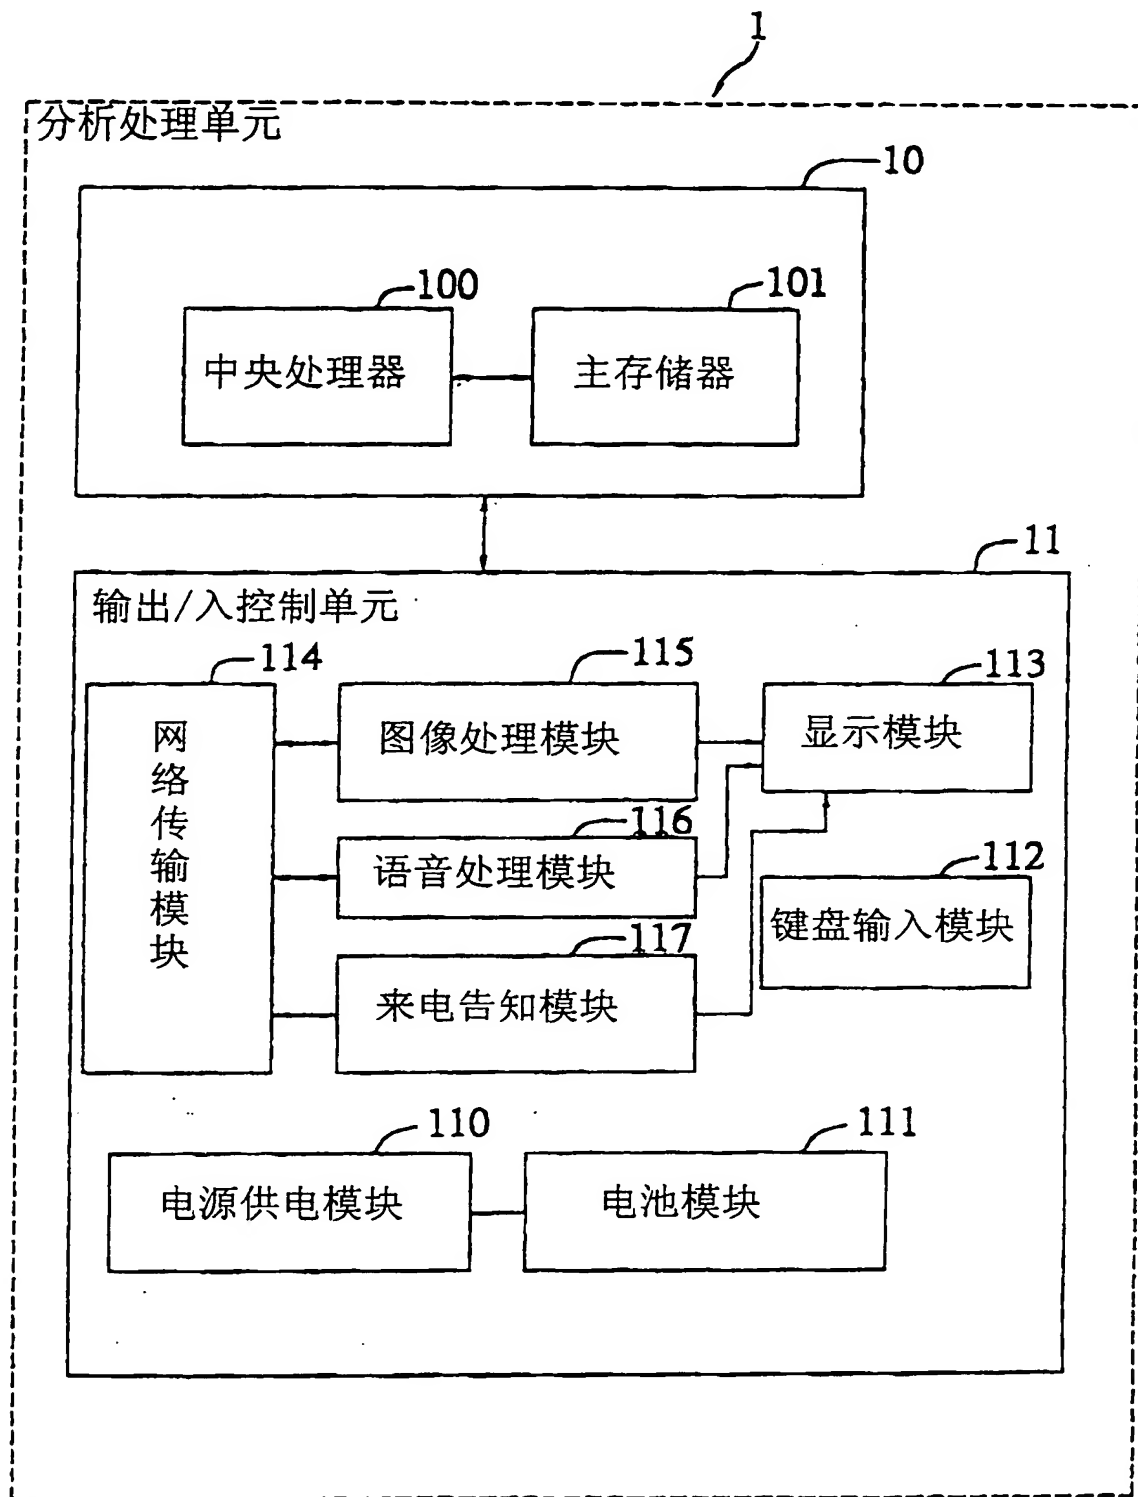 1
分析处理单元
10
100
101
中央处理器
主存储器
11
输出/入控制单元
114
115
113
网络传输模块
图像处理模块
显示模块
116
语音处理模块
112
键盘输入模块
117
来电告知模块
110
111
电源供电模块
电池模块